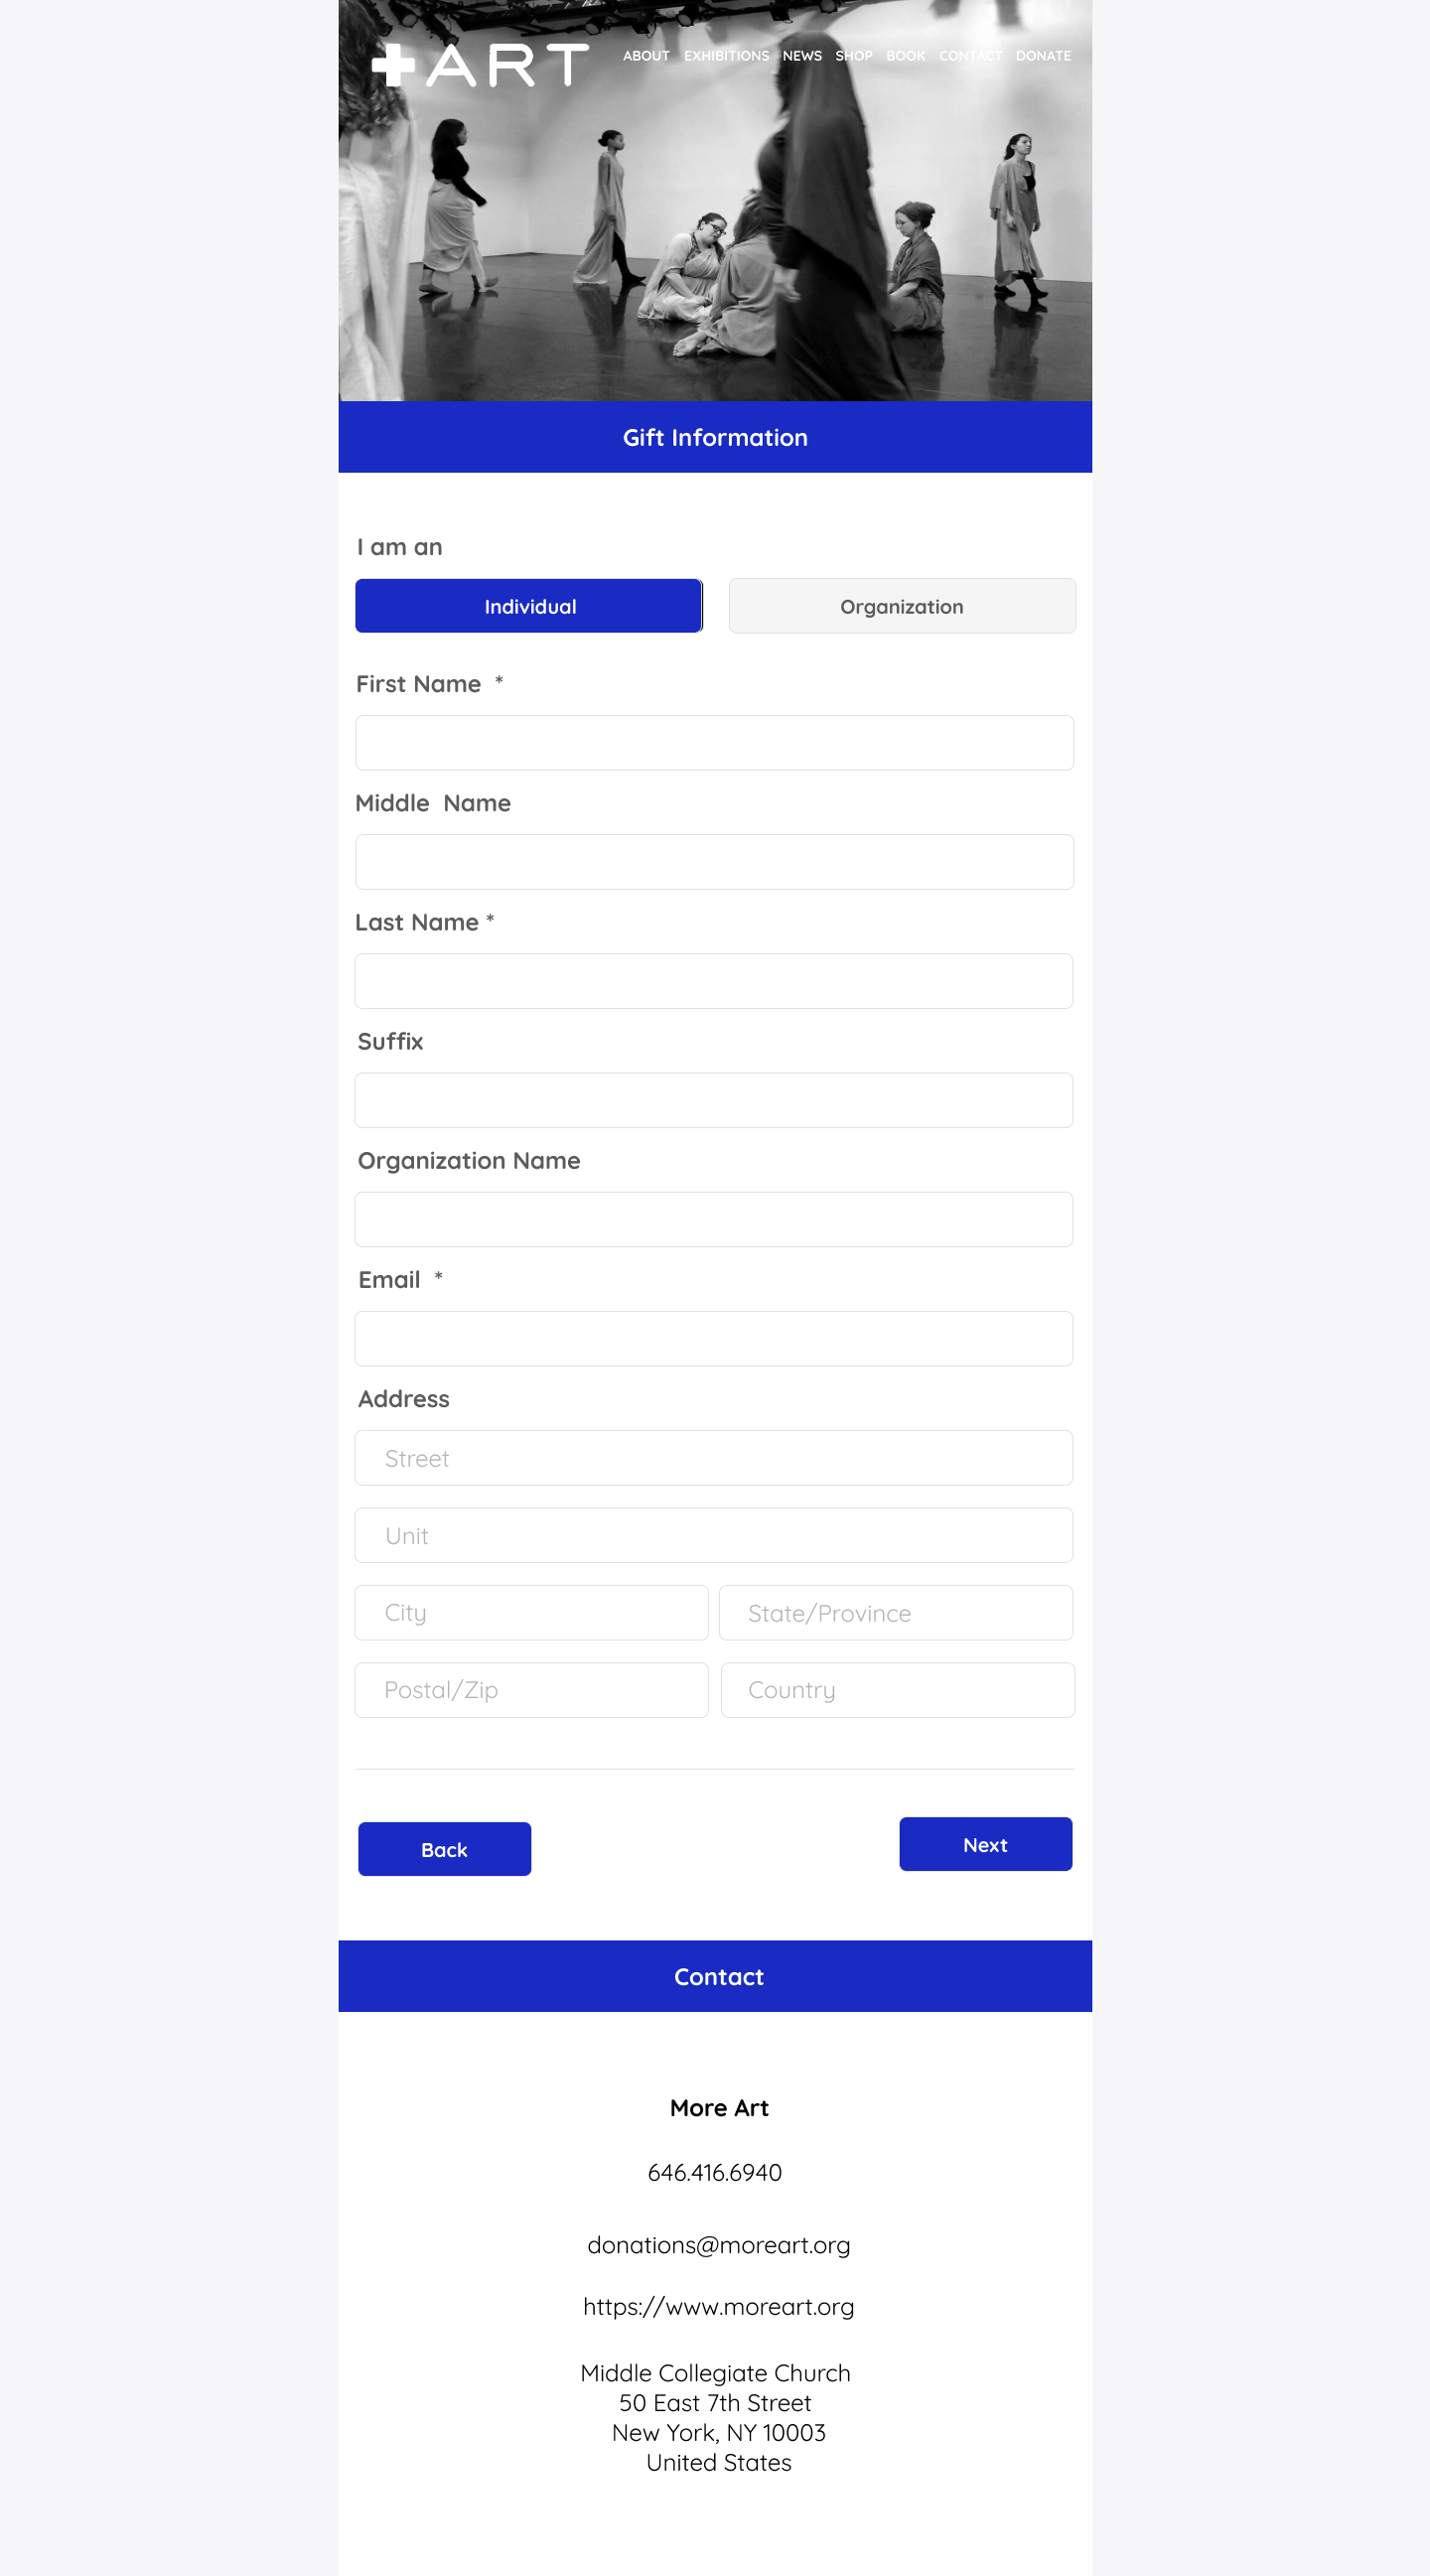 +ART
ABOUT EXHIBITIONS NEWS SHOP BOOK CONTACT DONATE
Gift Information
I am an
Individual Organization
First Name *
Middle Name
Last Name *
Suffix
Organization Name
Email *
Address
Street
Unit
City State/Province
Postal/Zip Country
Back Next
Contact
More Art
646.416.6940
donations@moreart.org
https://www.moreart.org
Middle Collegiate Church
50 East 7th Street
New York, NY 10003
United States